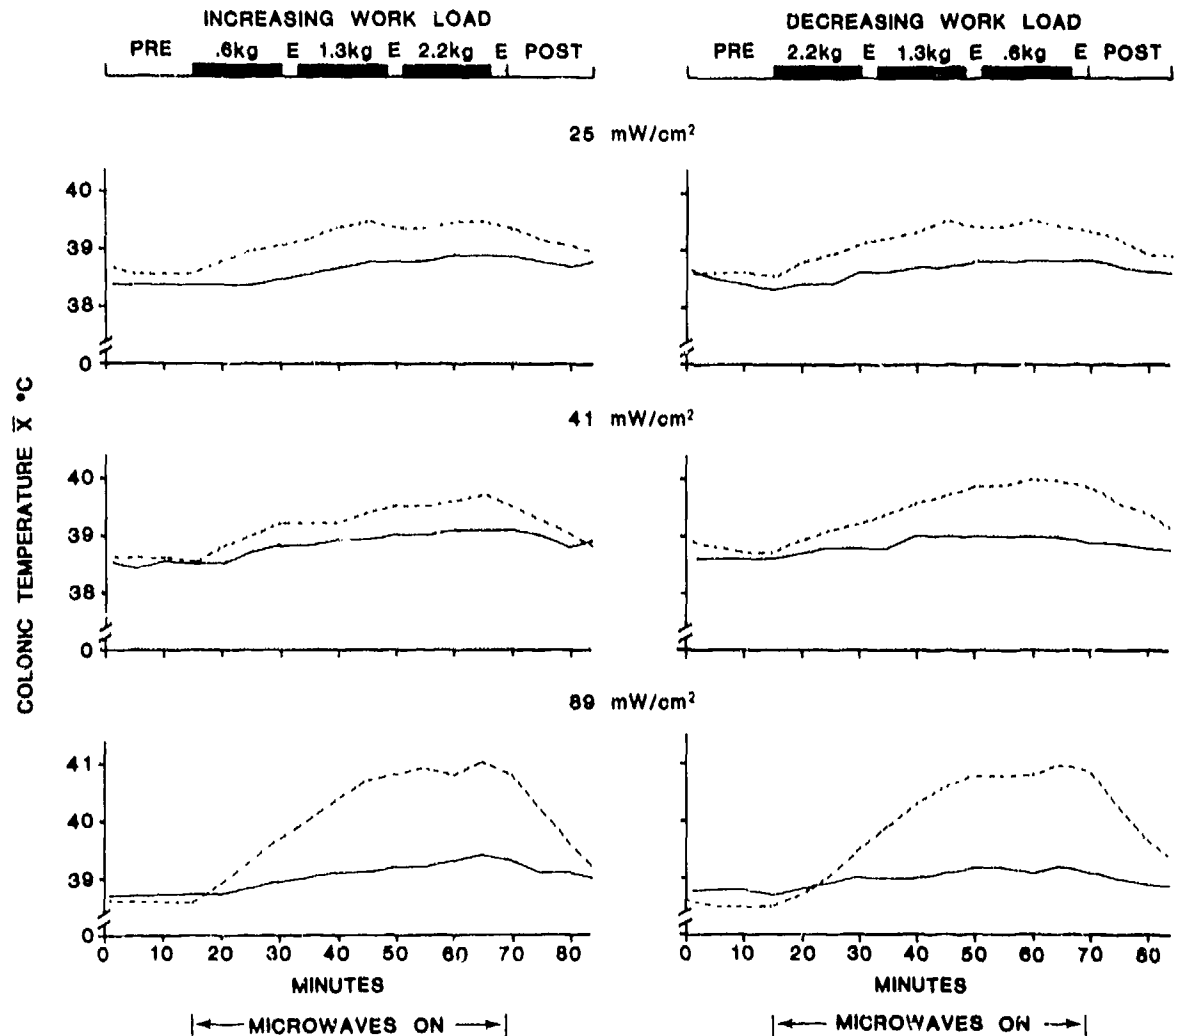 INCREASING WORK LOAD
PRE .6kg E 1.3kg E 2.2kg E POST
DECREASING WORK LOAD
PRE 2.2kg E 1.3kg E .6kg E POST
25 mW/cm²
40
39
38
0
41 mW/cm²
40
39
38
0
COLONIC TEMPERATURE X̅ °C
89 mW/cm²
41
40
39
0
0 10 20 30 40 50 60 70 80
MINUTES
MICROWAVES ON
0 10 20 30 40 50 60 70 80
MINUTES
MICROWAVES ON